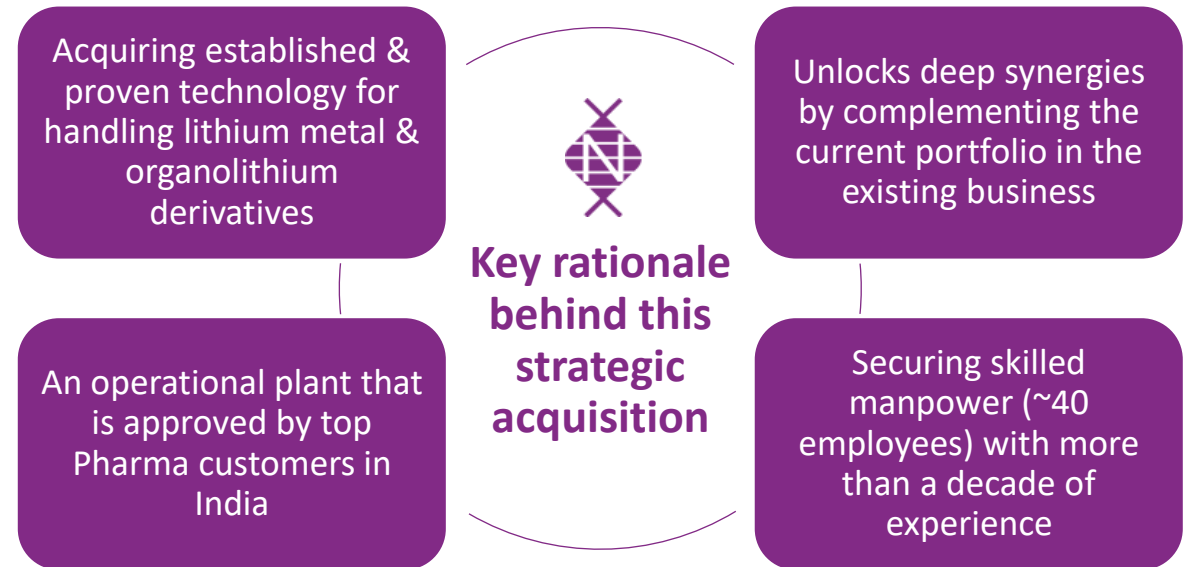 Acquiring established &
proven technology for
handling lithium metal &
organolithium
derivatives
Unlocks deep synergies
by complementing the
current portfolio in the
existing business
N
Key rationale
behind this
strategic
acquisition
An operational plant that
is approved by top
Pharma customers in
India
Securing skilled
manpower (~40
employees) with more
than a decade of
experience